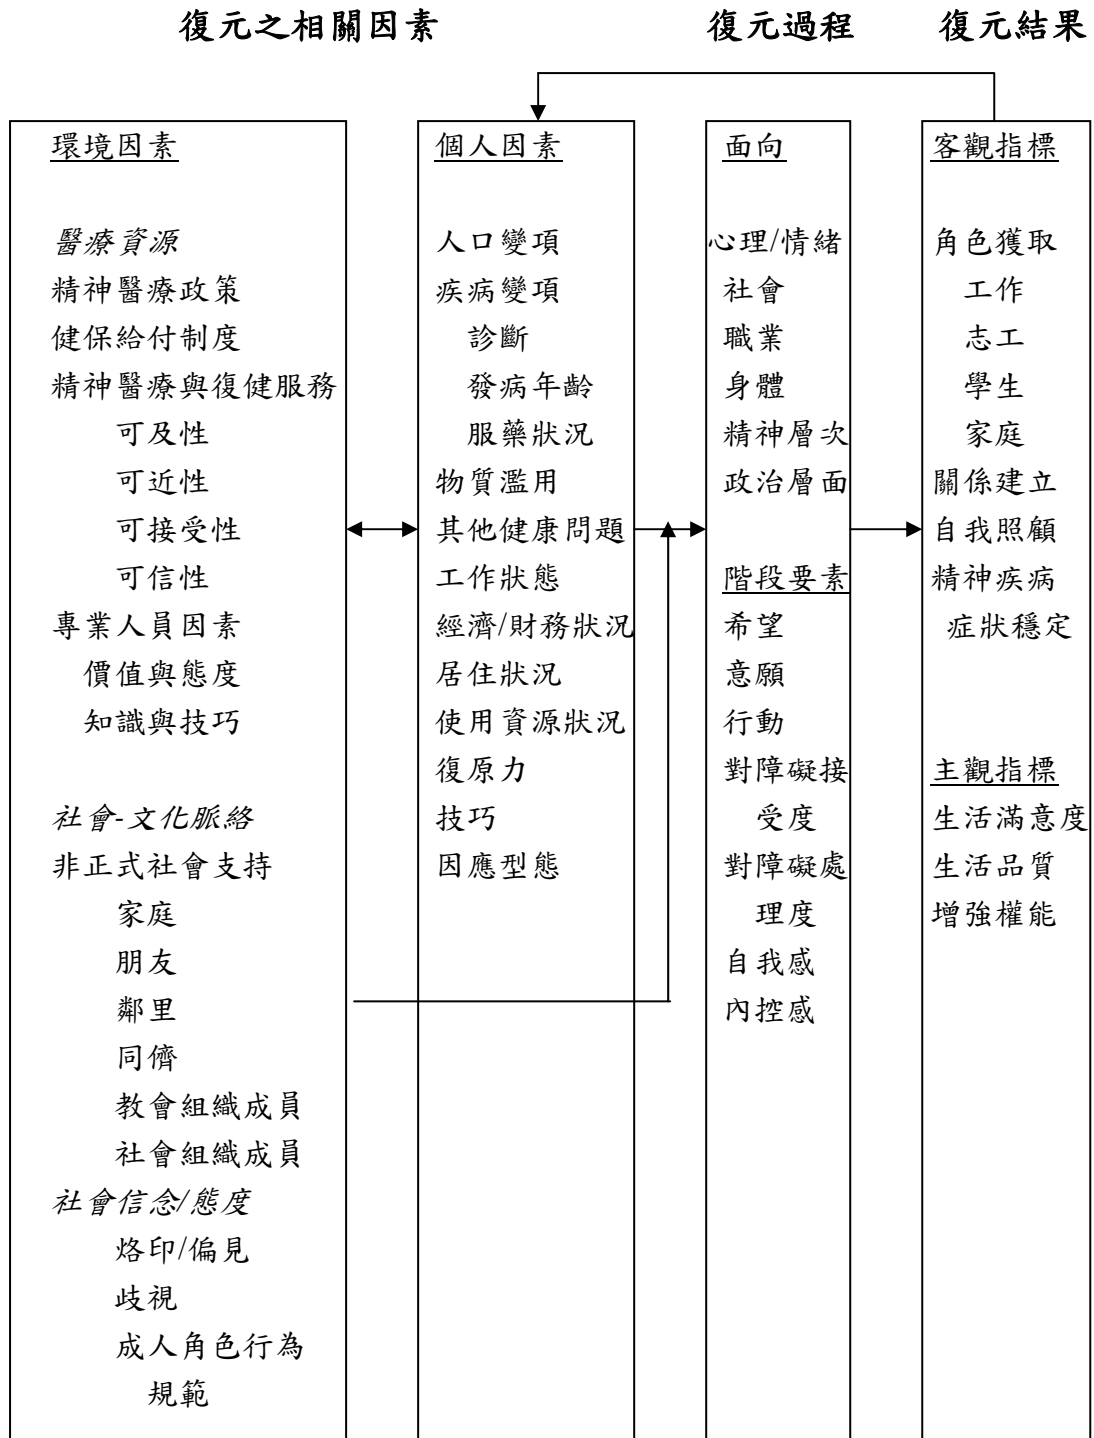 復元之相關因素
復元過程
復元結果
環境因素
醫療資源
精神醫療政策
健保給付制度
精神醫療與復健服務
可及性
可近性
可接受性
可信性
專業人員因素
價值與態度
知識與技巧
社會-文化脈絡
非正式社會支持
家庭
朋友
鄰里
同儕
教會組織成員
社會組織成員
社會信念/態度
烙印/偏見
歧視
成人角色行為
規範
個人因素
人口變項
疾病變項
診斷
發病年齡
服藥狀況
物質濫用
其他健康問題
工作狀態
經濟/財務狀況
居住狀況
使用資源狀況
復原力
技巧
因應型態
面向
心理/情緒
社會
職業
身體
精神層次
政治層面
階段要素
希望
意願
行動
對障礙接
受度
對障礙處
理度
自我感
內控感
客觀指標
角色獲取
工作
志工
學生
家庭
關係建立
自我照顧
精神疾病
症狀穩定
主觀指標
生活滿意度
生活品質
增強權能